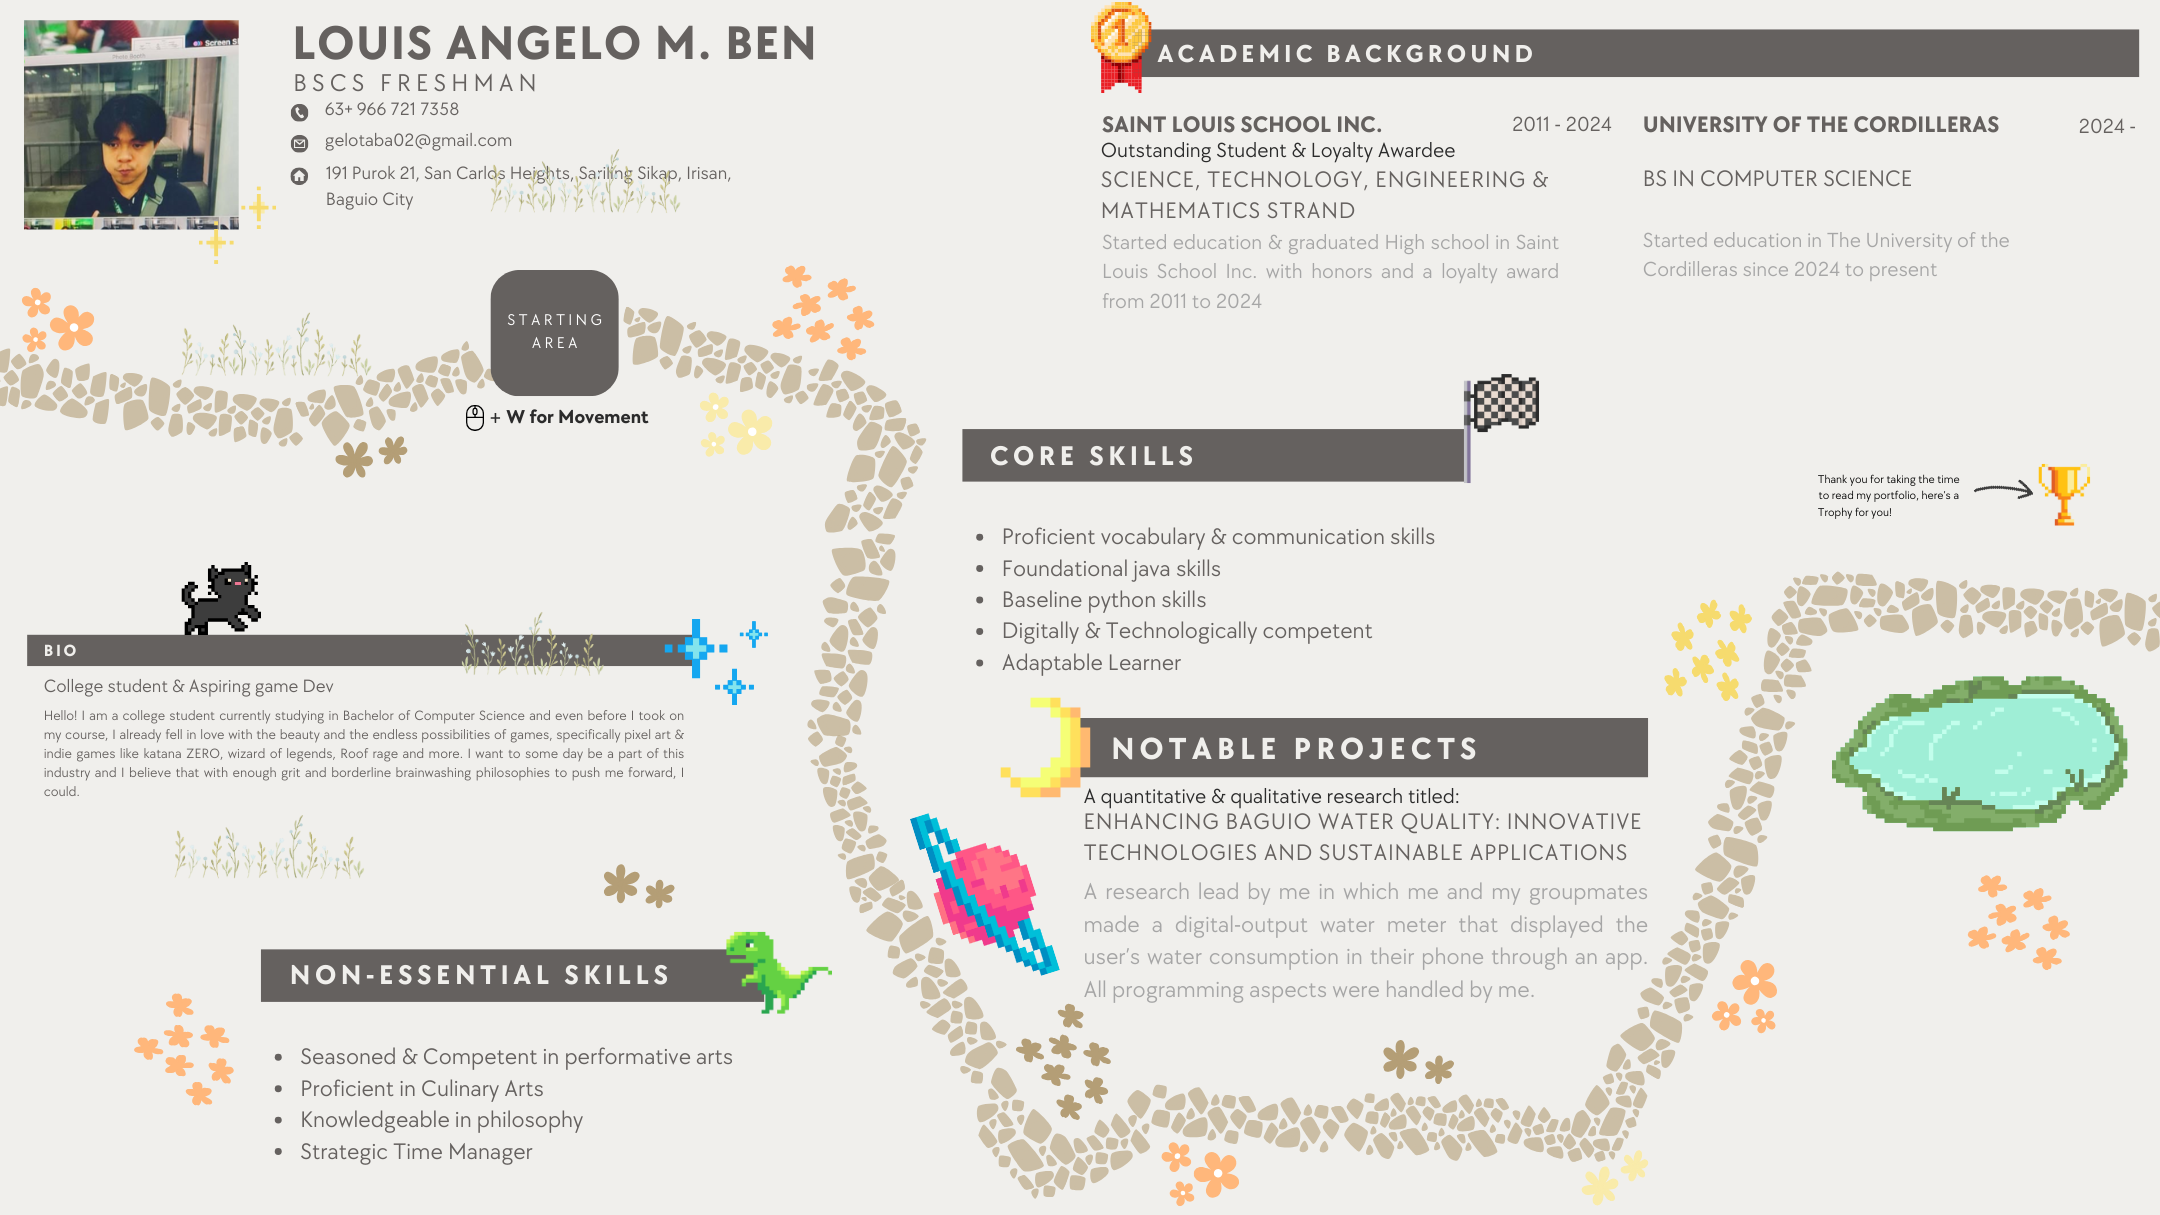 LOUIS ANGELO M. BEN
BSCS FRESHMAN
63+ 966 721 7358
gelotaba02@gmail.com
191 Purok 21, San Carlos Heights, Sariling Sikap, Irisan,
Baguio City
Screen S
Photo Booth
STARTING
AREA
+ W for Movement
BIO
College student & Aspiring game Dev
Hello! I am a college student currently studying in Bachelor of Computer Science and even before I took on
my course, I already fell in love with the beauty and the endless possibilities of games, specifically pixel art &
indie games like katana ZERO, wizard of legends, Roof rage and more. I want to some day be a part of this
industry and I believe that with enough grit and borderline brainwashing philosophies to push me forward, I
could.
NON-ESSENTIAL SKILLS
• Seasoned & Competent in performative arts
• Proficient in Culinary Arts
• Knowledgeable in philosophy
• Strategic Time Manager
1
ACADEMIC BACKGROUND
SAINT LOUIS SCHOOL INC. 2011 - 2024
Outstanding Student & Loyalty Awardee
SCIENCE, TECHNOLOGY, ENGINEERING &
MATHEMATICS STRAND
Started education & graduated High school in Saint
Louis School Inc. with honors and a loyalty award
from 2011 to 2024
UNIVERSITY OF THE CORDILLERAS 2024 -
BS IN COMPUTER SCIENCE
Started education in The University of the
Cordilleras since 2024 to present
CORE SKILLS
• Proficient vocabulary & communication skills
• Foundational java skills
• Baseline python skills
• Digitally & Technologically competent
• Adaptable Learner
Thank you for taking the time
to read my portfolio, here's a
Trophy for you!
NOTABLE PROJECTS
A quantitative & qualitative research titled:
ENHANCING BAGUIO WATER QUALITY: INNOVATIVE
TECHNOLOGIES AND SUSTAINABLE APPLICATIONS
A research lead by me in which me and my groupmates
made a digital-output water meter that displayed the
user's water consumption in their phone through an app.
All programming aspects were handled by me.